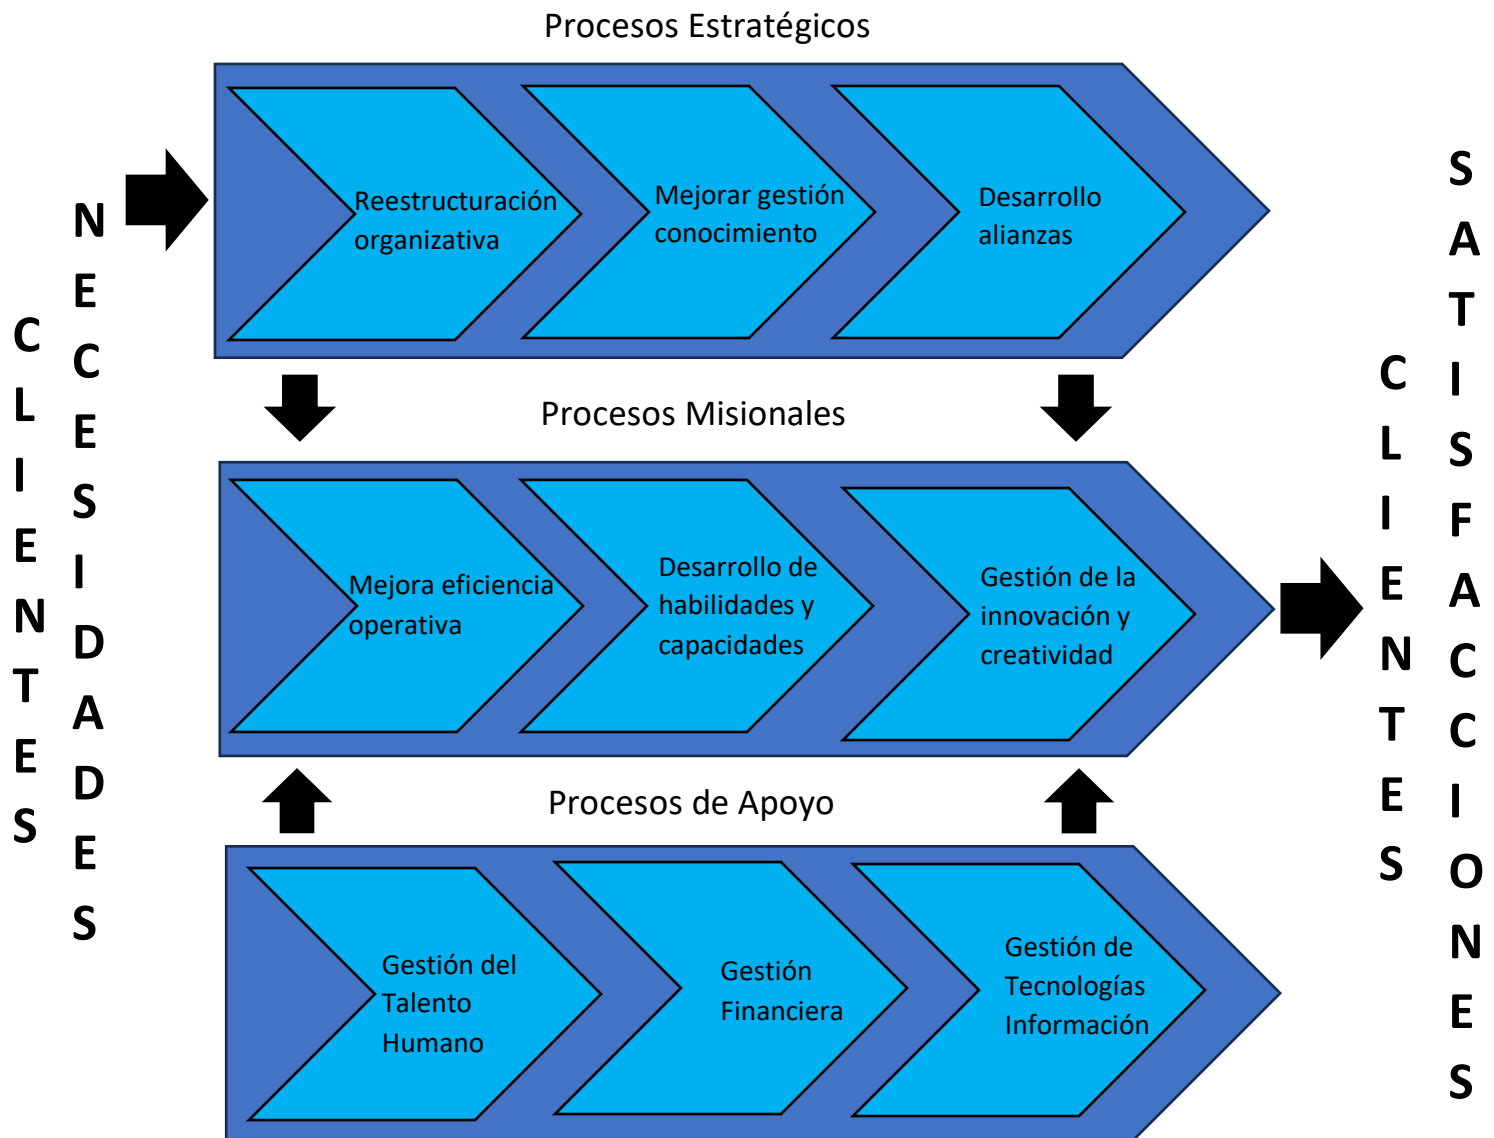 Procesos Estratégicos
CLIENTES
NECESIDADES
Reestructuración
organizativa
Mejorar gestión
conocimiento
Desarrollo
alianzas
Procesos Misionales
Mejora eficiencia
operativa
Desarrollo de
habilidades y
capacidades
Gestión de la
innovación y
creatividad
Procesos de Apoyo
Gestión del
Talento
Humano
Gestión
Financiera
Gestión de
Tecnologías
Información
CLIENTES
SATISFACCIONES